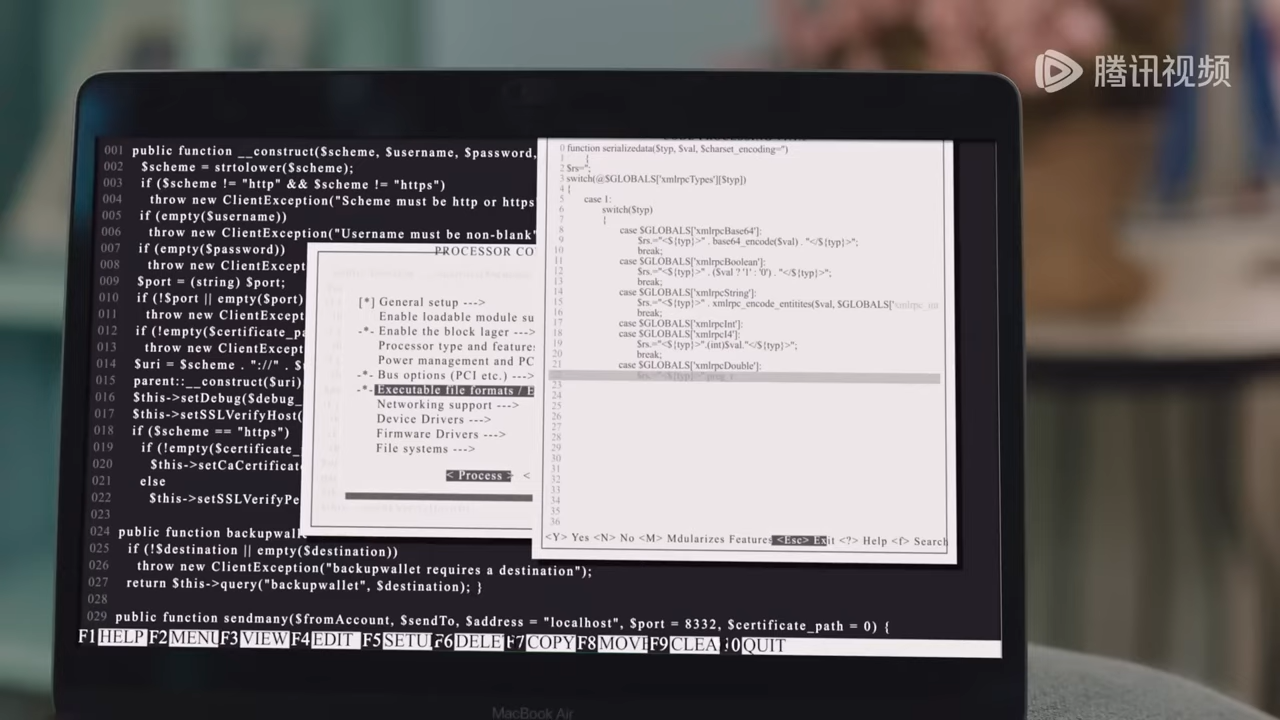 腾讯视频
001 public function __construct($scheme, $username, $password,
002 $scheme = strtolower($scheme);
003 if ($scheme != "http" && $scheme != "https")
004 throw new ClientException("Scheme must be http or https
005 if (empty($username))
006 throw new ClientException("Username must be non-blank"
007 if (empty($password))
008 throw new ClientExcept
009 $port = (string) $port;
010 if (!$port || empty($port)
011 throw new ClientExcept
012 if (!empty($certificate_pa
013 throw new ClientExcept
014 $uri = $scheme . "://" . $
015 parent::__construct($uri)
016 $this->setDebug($debug_
017 $this->setSSLVerifyHost(
018 if ($scheme == "https")
019 if (!empty($certificate_
020 $this->setCaCertificat
021 else
022 $this->setSSLVerifyPe
023
024 public function backupwall
025 if (!$destination || empty($destination))
026 throw new ClientException("backupwallet requires a destination");
027 return $this->query("backupwallet", $destination); }
028
029 public function sendmany($fromAccount, $sendTo, $address = "localhost", $port = 8332, $certificate_path = 0) {
F1 HELP F2 MENU F3 VIEW F4 EDIT F5 SETU F6 DELE F7 COPY F8 MOVI F9 CLEA 0 QUIT
PROCESSOR CO
[*] General setup --->
Enable loadable module su
-*- Enable the block lager --->
Processor type and features
Power management and PC
-*- Bus options (PCI etc.) --->
-*- Executable file formats / E
Networking support --->
Device Drivers --->
Firmware Drivers --->
File systems --->
< Process > <
0 function serializedata($typ, $val, $charset_encoding='')
1 {
2 $rs='';
3 switch(@$GLOBALS['xmlrpcTypes'][$typ])
4 {
5 case 1:
6 switch($typ)
7 {
8 case $GLOBALS['xmlrpcBase64']:
9 $rs.="<${typ}>" . base64_encode($val) . "</${typ}>";
10 break;
11 case $GLOBALS['xmlrpcBoolean']:
12 $rs.="<${typ}>" . ($val ? '1' : '0') . "</${typ}>";
13 break;
14 case $GLOBALS['xmlrpcString']:
15 $rs.="<${typ}>" . xmlrpc_encode_entitites($val, $GLOBALS['xmlrpc_int
16 break;
17 case $GLOBALS['xmlrpcInt']:
18 case $GLOBALS['xmlrpcI4']:
19 $rs.="<${typ}>".(int)$val."</${typ}>";
20 break;
21 case $GLOBALS['xmlrpcDouble']:
23
24
25
26
27
28
29
30
31
32
33
34
35
36
<Y> Yes <N> No <M> Mdularizes Features <Esc> Exit <?> Help <f> Search
MacBook Air